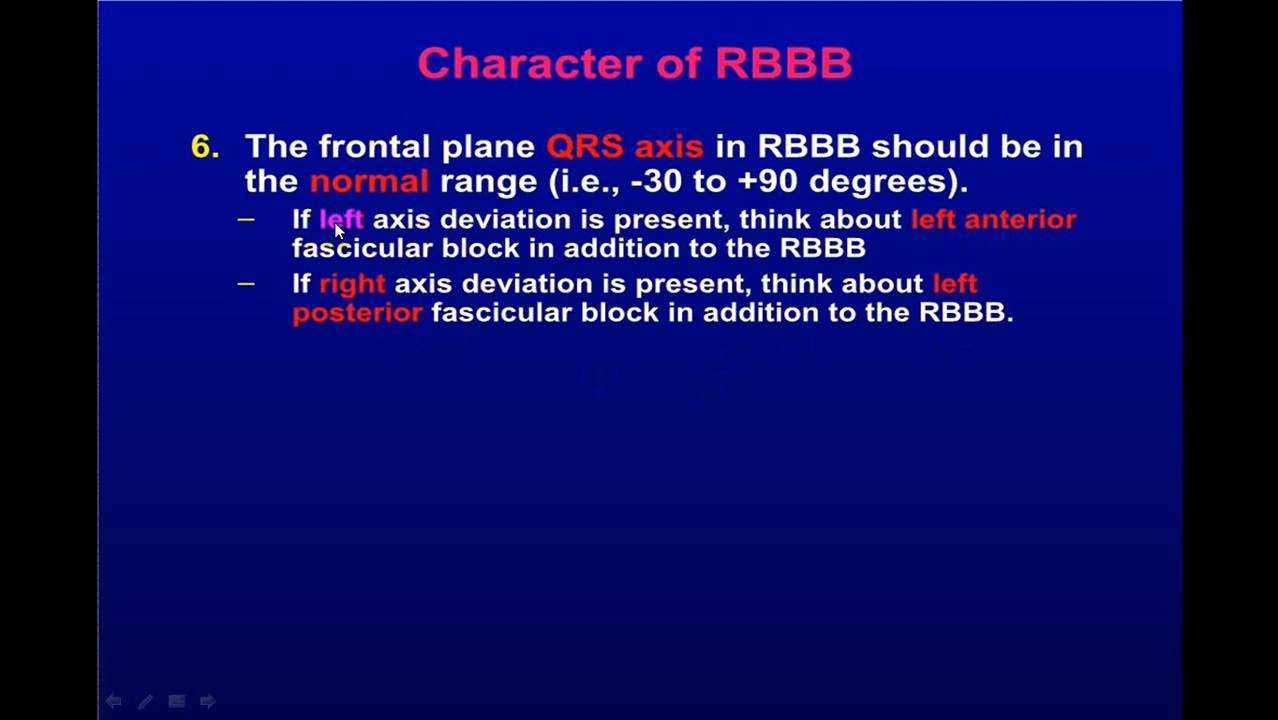 Character of RBBB
6. The frontal plane QRS axis in RBBB should be in
the normal range (i.e., -30 to +90 degrees).
– If left axis deviation is present, think about left anterior
fascicular block in addition to the RBBB
– If right axis deviation is present, think about left
posterior fascicular block in addition to the RBBB.